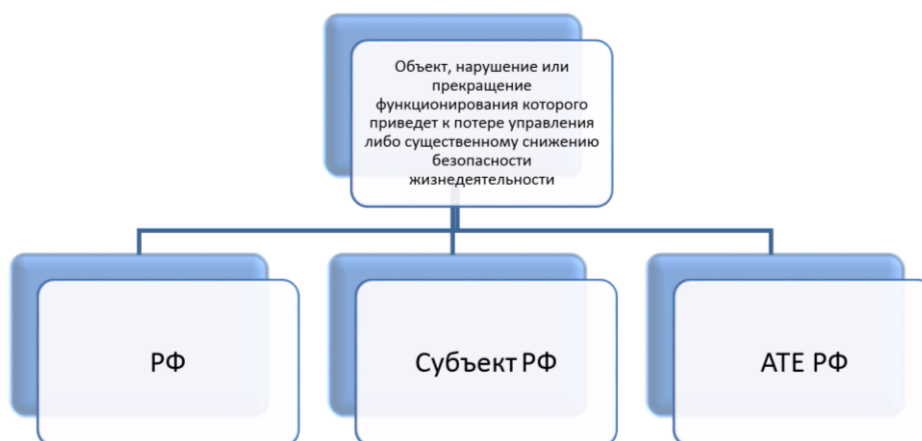 Объект, нарушение или
прекращение
функционирования которого
приведет к потере управления
либо существенному снижению
безопасности
жизнедеятельности
РФ
Субъект РФ
АТЕ РФ